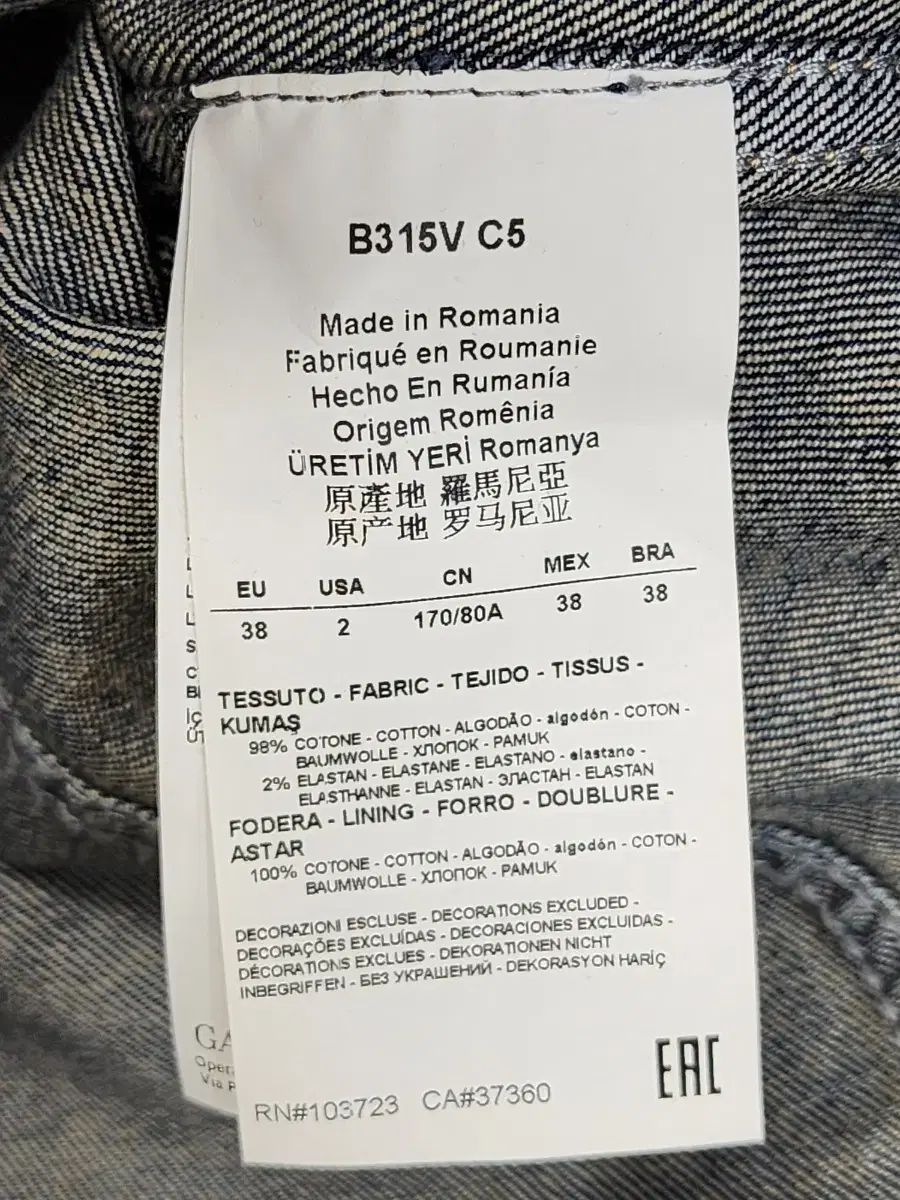 B315V C5
Made in Romania
Fabriqué en Roumanie
Hecho En Rumanía
Origem Romênia
ÜRETİM YERİ Romanya
原產地 羅馬尼亞
原产地 罗马尼亚
EU USA CN MEX BRA
38 2 170/80A 38 38
TESSUTO - FABRIC - TEJIDO - TISSUS -
KUMAŞ
98% COTONE - COTTON - ALGODÃO - algodón - COTON -
BAUMWOLLE - ХЛОПОК - PAMUK
2% ELASTAN - ELASTANE - ELASTANO - elastano -
ELASTHANNE - ELASTAN - ЭЛАСТАН - ELASTAN
FODERA - LINING - FORRO - DOUBLURE -
ASTAR
100% COTONE - COTTON - ALGODÃO - algodón - COTON -
BAUMWOLLE - ХЛОПОК - PAMUK
DECORAZIONI ESCLUSE - DECORATIONS EXCLUDED -
DECORAÇÕES EXCLUÍDAS - DECORACIONES EXCLUIDAS -
DÉCORATIONS EXCLUES - DEKORATIONEN NICHT
INBEGRIFFEN - БЕЗ УКРАШЕНИЙ - DEKORASYON HARİÇ
EAC
RN#103723 CA#37360
GA
Oper
Via P